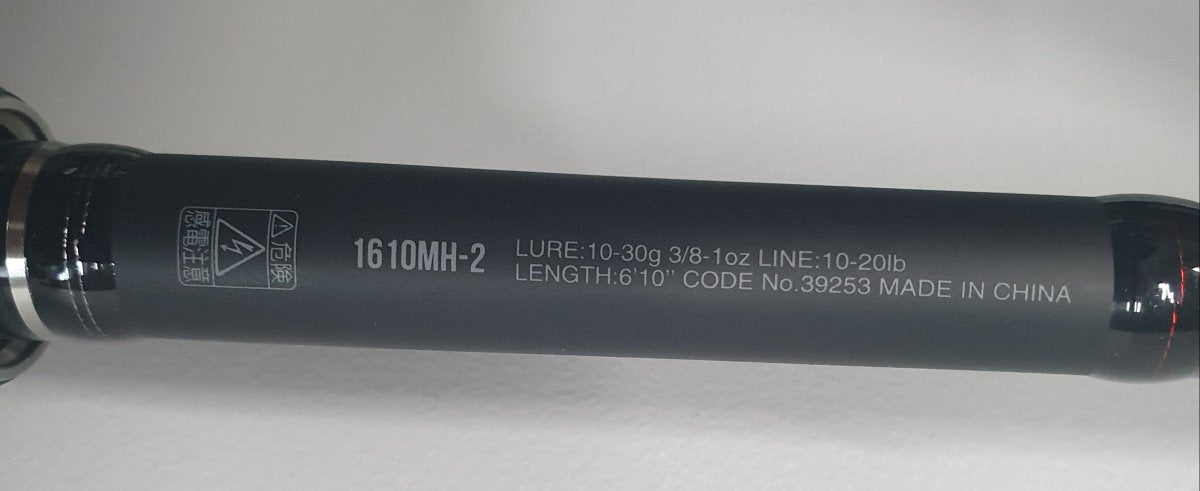 ⚠危険
感電注意
1610MH-2
LURE:10-30g 3/8-1oz LINE:10-20lb
LENGTH:6'10" CODE No.39253 MADE IN CHINA